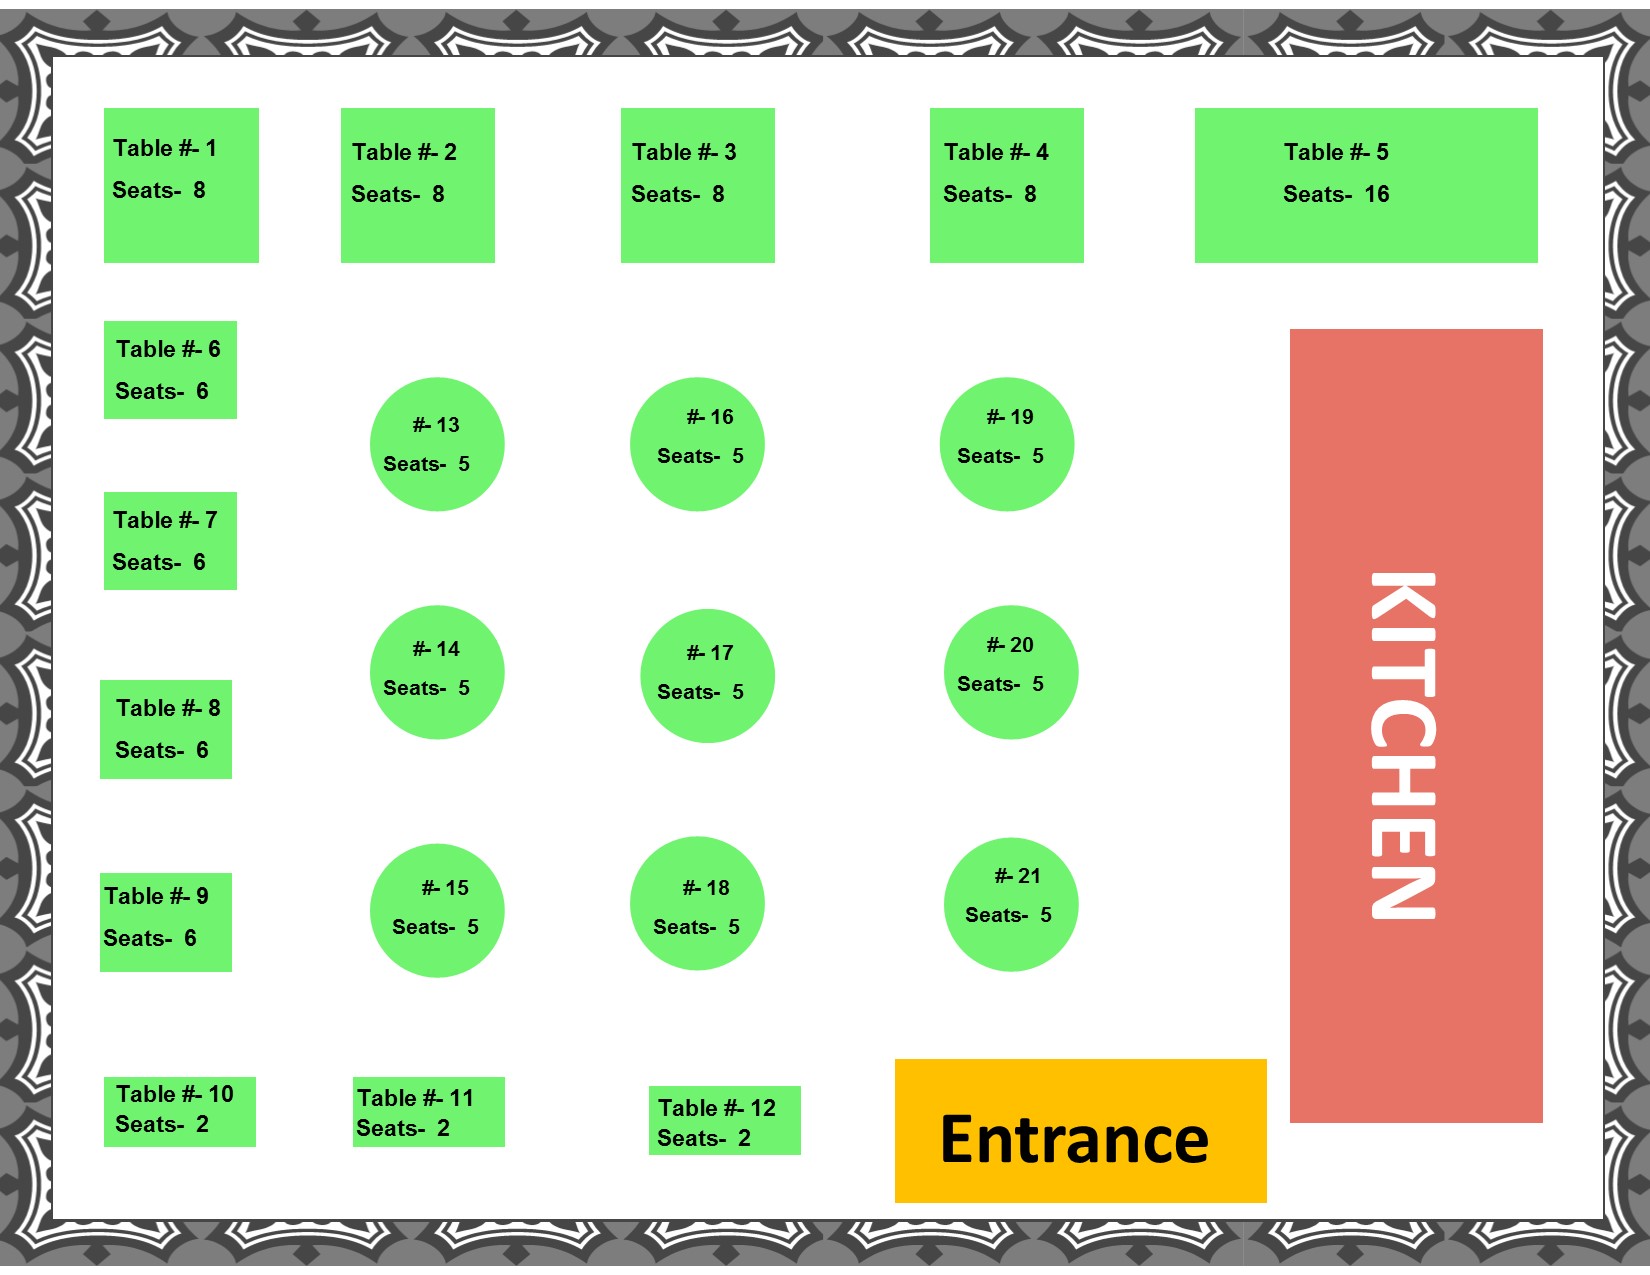 Table #- 1
Seats-  8
Table #- 2
Seats-  8
Table #- 3
Seats-  8
Table #- 4
Seats-  8
Table #- 5
Seats-  16
Table #- 6
Seats-  6
#- 13
Seats-  5
#- 16
Seats-  5
#- 19
Seats-  5
Table #- 7
Seats-  6
#- 14
Seats-  5
#- 17
Seats-  5
#- 20
Seats-  5
KITCHEN
Table #- 8
Seats-  6
#- 15
Seats-  5
#- 18
Seats-  5
#- 21
Seats-  5
Table #- 9
Seats-  6
Table #- 10
Seats-  2
Table #- 11
Seats-  2
Table #- 12
Seats-  2
Entrance